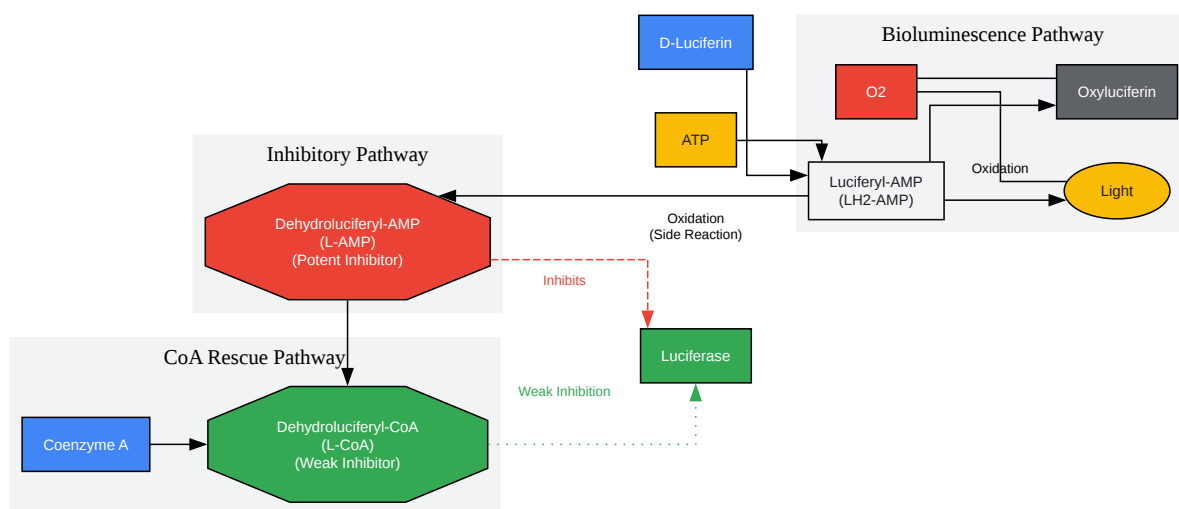 D-Luciferin
Bioluminescence Pathway
O2
Oxyluciferin
ATP
Inhibitory Pathway
Oxidation
Luciferyl-AMP
(LH2-AMP)
Light
Dehydroluciferyl-AMP
(L-AMP)
(Potent Inhibitor)
Oxidation
(Side Reaction)
Inhibits
CoA Rescue Pathway
Luciferase
Weak Inhibition
Coenzyme A
Dehydroluciferyl-CoA
(L-CoA)
(Weak Inhibitor)